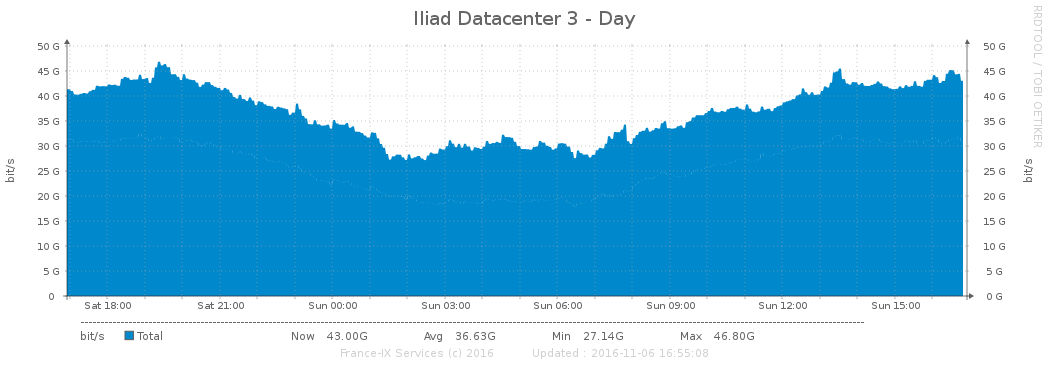 Iliad Datacenter 3 - Day
RRDTOOL / TOBI OETIKER
bit/s
50 G 50 G
45 G 45 G
40 G 40 G
35 G 35 G
30 G 30 G
25 G 25 G
20 G 20 G
15 G 15 G
10 G 10 G
5 G 5 G
0 0 G
bit/s
Sat 18:00 Sat 21:00 Sun 00:00 Sun 03:00 Sun 06:00 Sun 09:00 Sun 12:00 Sun 15:00
bit/s Total Now 43.00G Avg 36.63G Min 27.14G Max 46.80G
France-IX Services (c) 2016 Updated : 2016-11-06 16:55:08